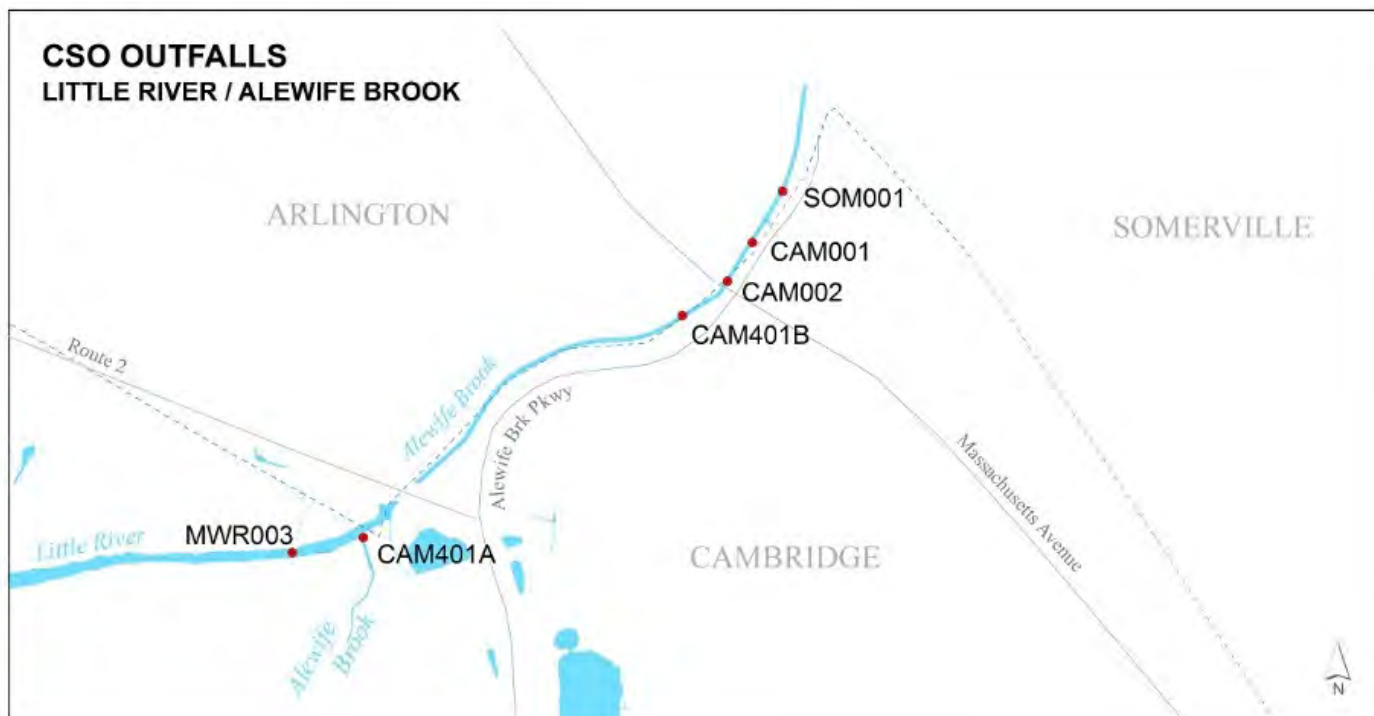 CSO OUTFALLS
LITTLE RIVER / ALEWIFE BROOK
ARLINGTON
SOMERVILLE
SOM001
CAM001
CAM002
CAM401B
Route 2
Alewife Brook
Alewife Brk Pkwy
Massachusetts Avenue
Little River
MWR003
CAM401A
CAMBRIDGE
Alewife
Brook
N